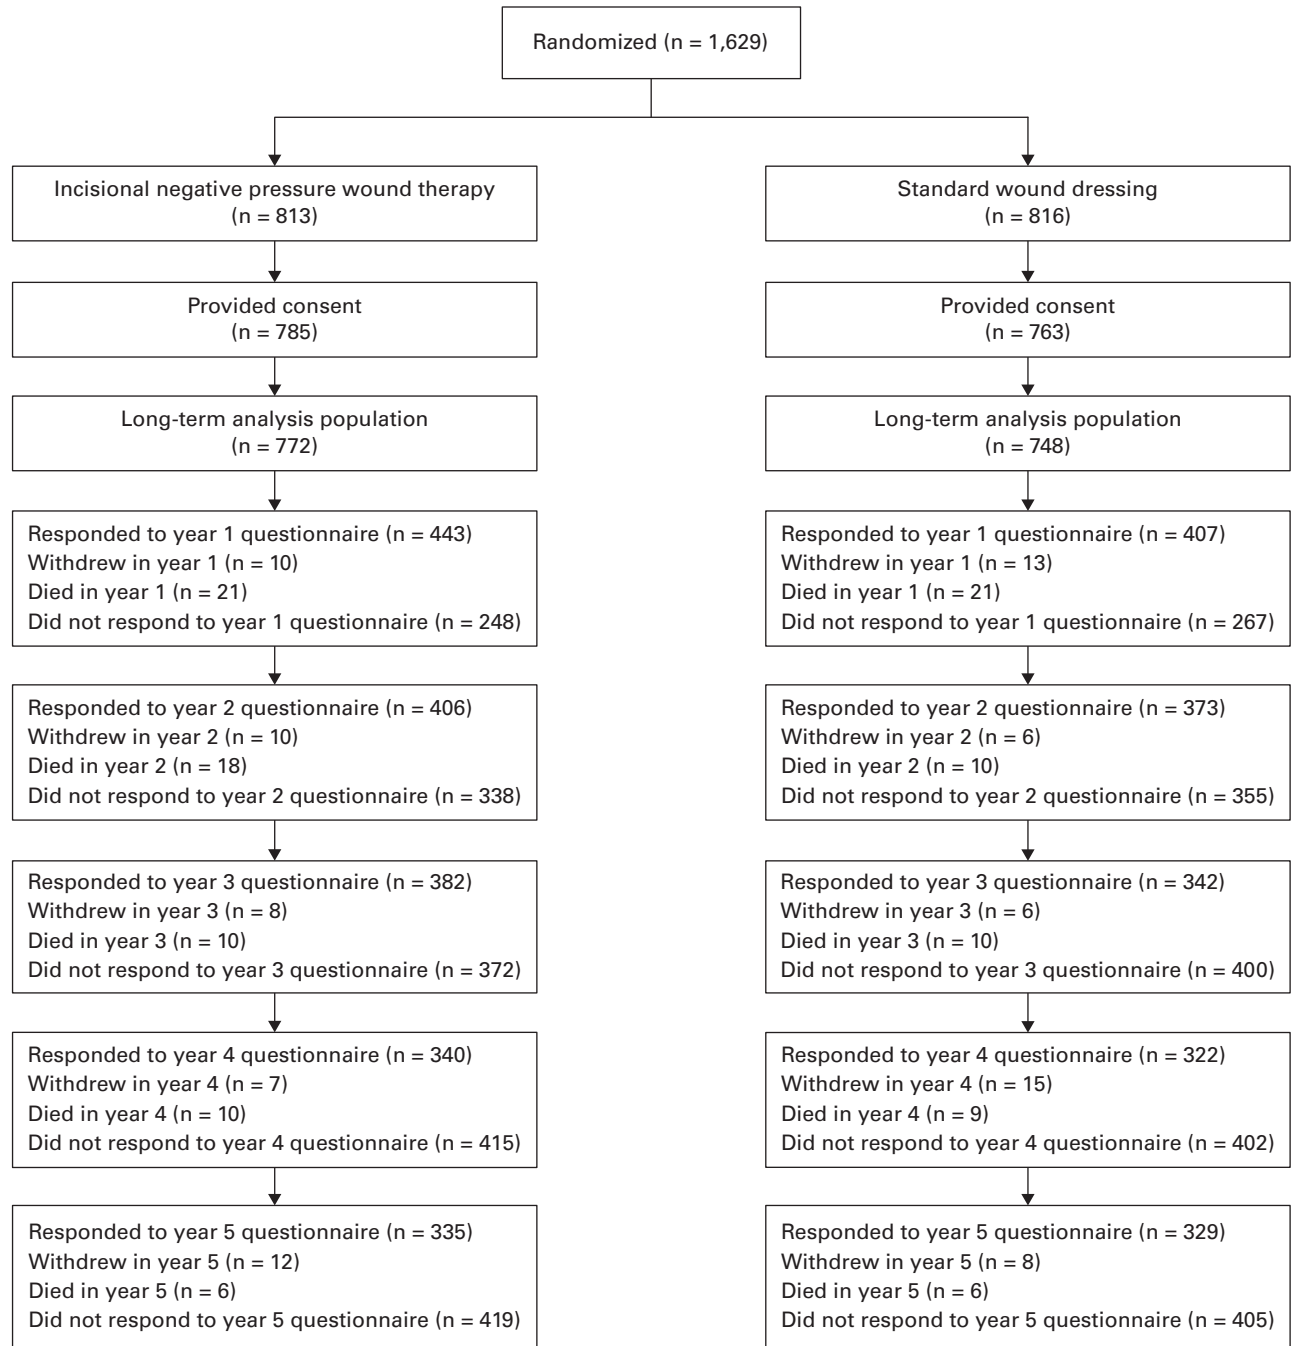 Randomized (n = 1,629)
Incisional negative pressure wound therapy
(n = 813)
Standard wound dressing
(n = 816)
Provided consent
(n = 785)
Provided consent
(n = 763)
Long-term analysis population
(n = 772)
Long-term analysis population
(n = 748)
Responded to year 1 questionnaire (n = 443)
Withdrew in year 1 (n = 10)
Died in year 1 (n = 21)
Did not respond to year 1 questionnaire (n = 248)
Responded to year 1 questionnaire (n = 407)
Withdrew in year 1 (n = 13)
Died in year 1 (n = 21)
Did not respond to year 1 questionnaire (n = 267)
Responded to year 2 questionnaire (n = 406)
Withdrew in year 2 (n = 10)
Died in year 2 (n = 18)
Did not respond to year 2 questionnaire (n = 338)
Responded to year 2 questionnaire (n = 373)
Withdrew in year 2 (n = 6)
Died in year 2 (n = 10)
Did not respond to year 2 questionnaire (n = 355)
Responded to year 3 questionnaire (n = 382)
Withdrew in year 3 (n = 8)
Died in year 3 (n = 10)
Did not respond to year 3 questionnaire (n = 372)
Responded to year 3 questionnaire (n = 342)
Withdrew in year 3 (n = 6)
Died in year 3 (n = 10)
Did not respond to year 3 questionnaire (n = 400)
Responded to year 4 questionnaire (n = 340)
Withdrew in year 4 (n = 7)
Died in year 4 (n = 10)
Did not respond to year 4 questionnaire (n = 415)
Responded to year 4 questionnaire (n = 322)
Withdrew in year 4 (n = 15)
Died in year 4 (n = 9)
Did not respond to year 4 questionnaire (n = 402)
Responded to year 5 questionnaire (n = 335)
Withdrew in year 5 (n = 12)
Died in year 5 (n = 6)
Did not respond to year 5 questionnaire (n = 419)
Responded to year 5 questionnaire (n = 329)
Withdrew in year 5 (n = 8)
Died in year 5 (n = 6)
Did not respond to year 5 questionnaire (n = 405)